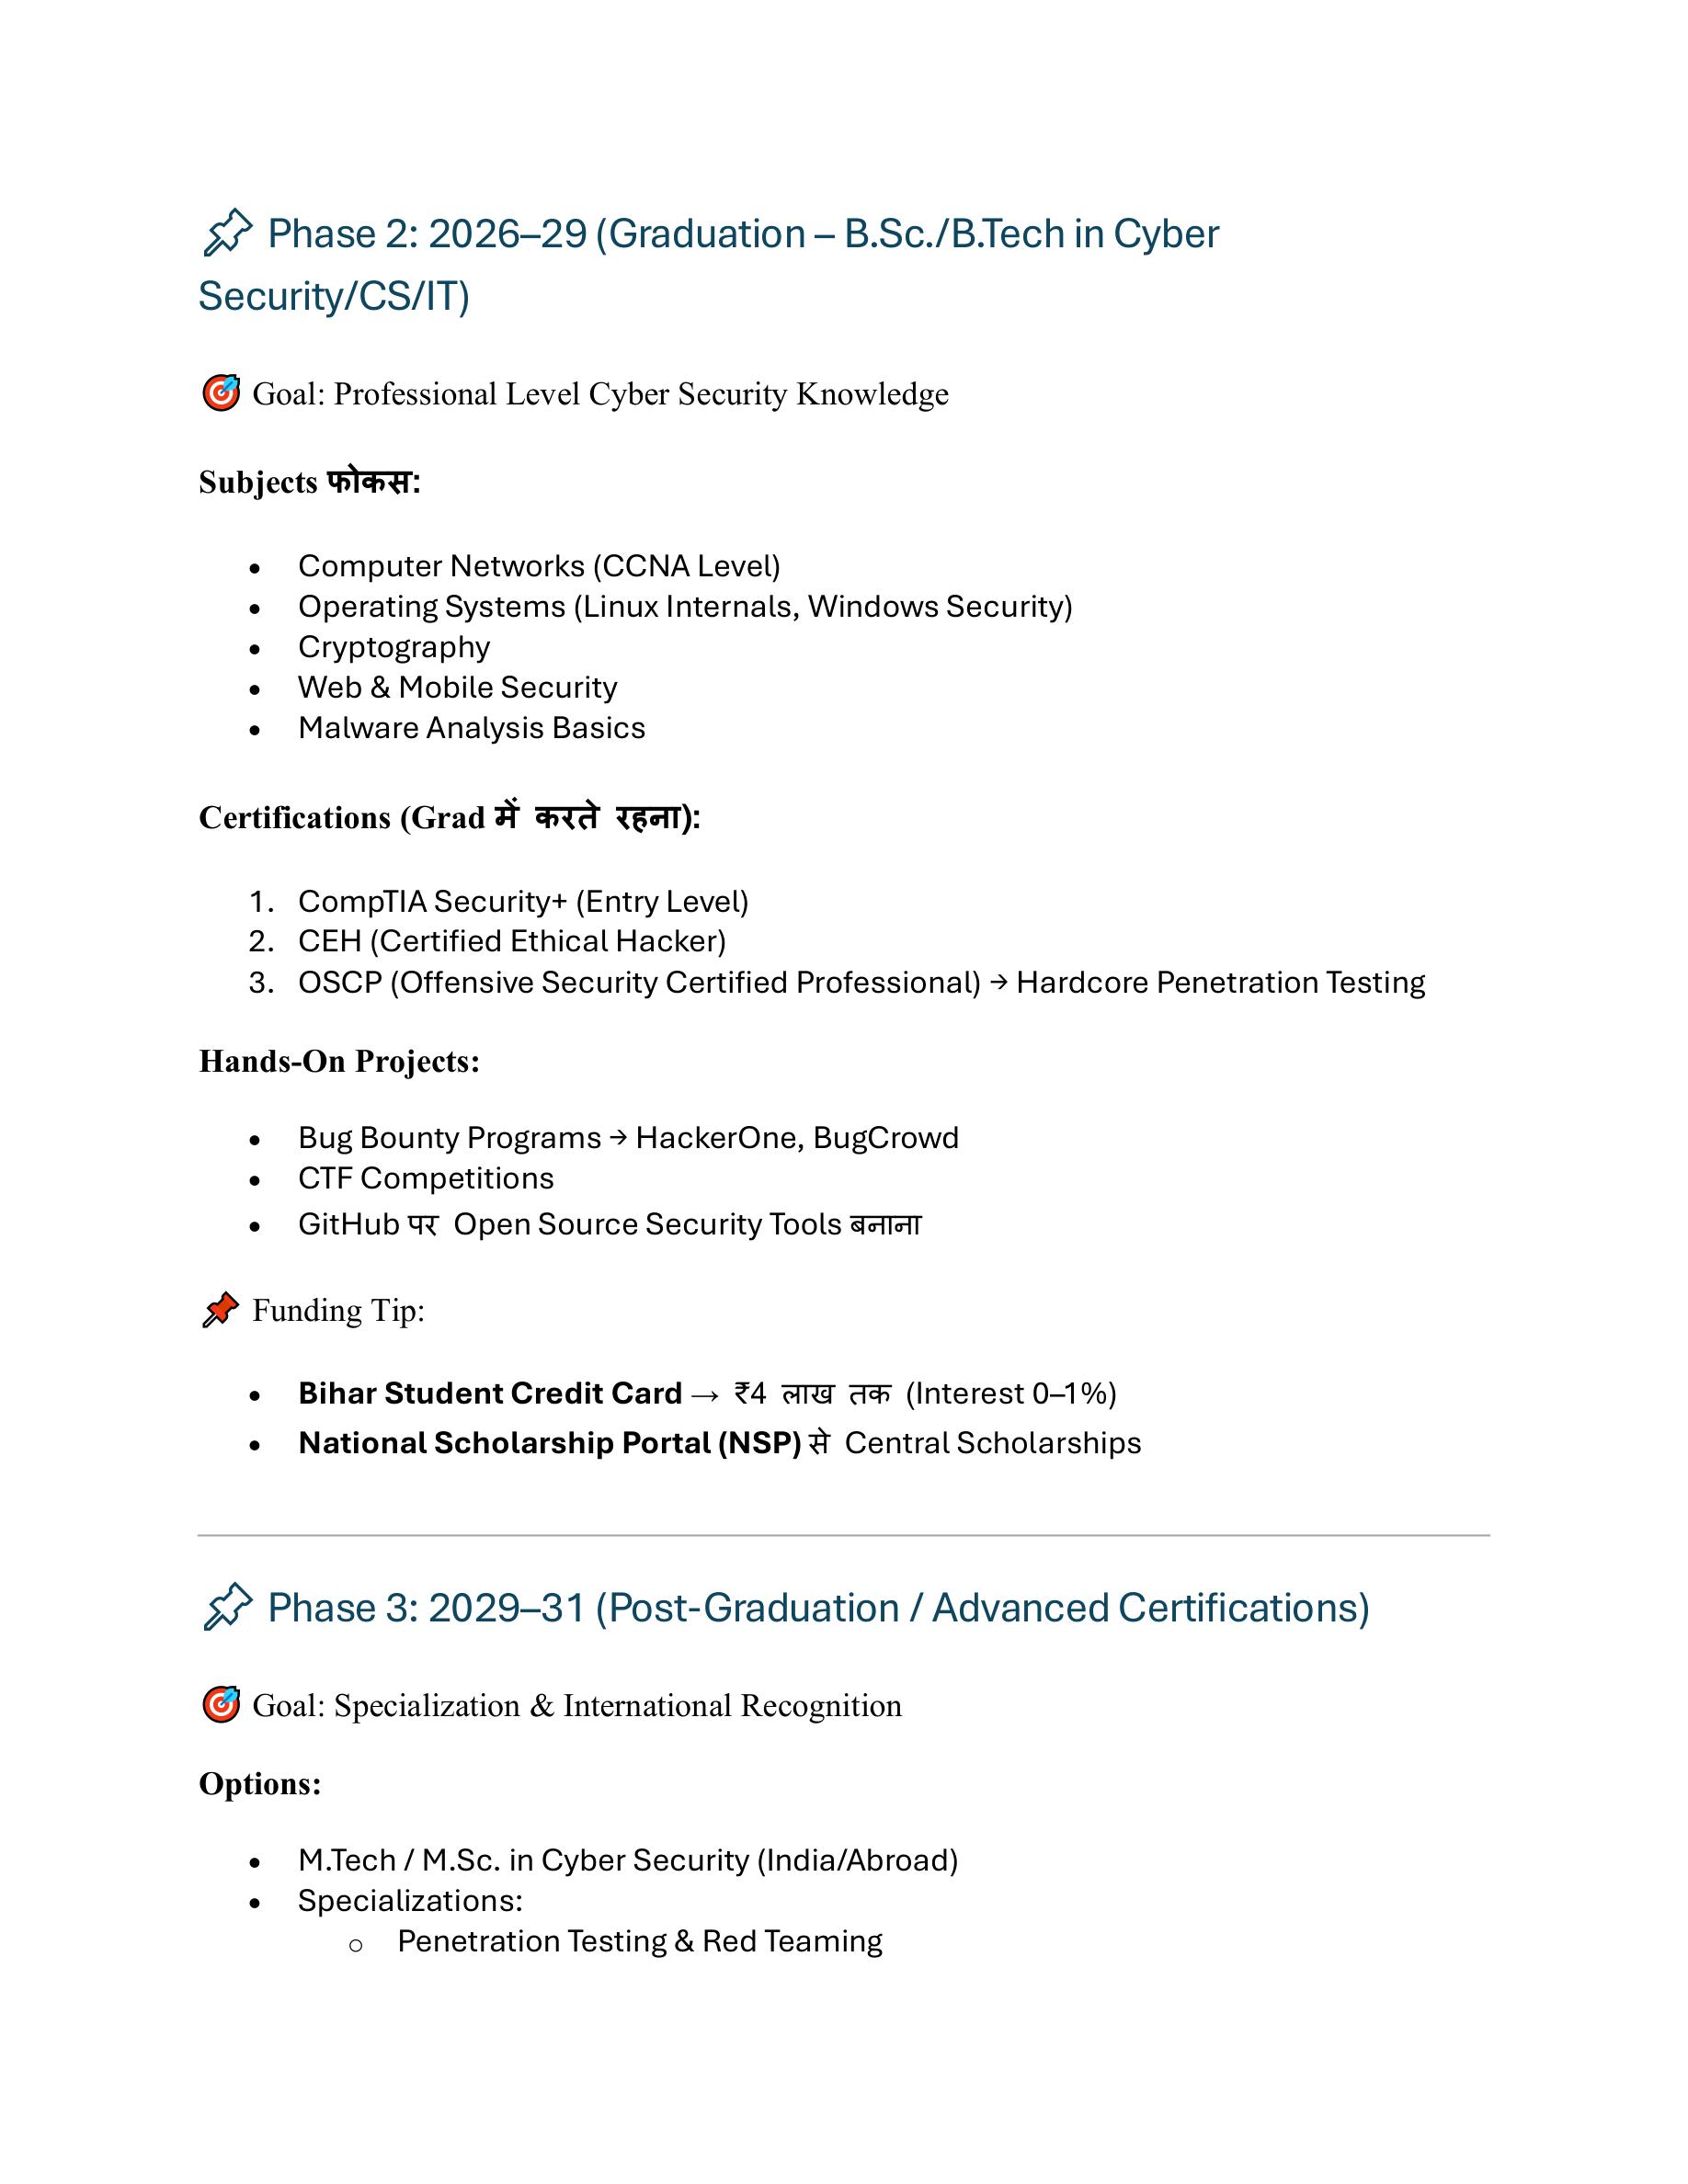 📌 Phase 2: 2026–29 (Graduation – B.Sc./B.Tech in Cyber
Security/CS/IT)
🎯 Goal: Professional Level Cyber Security Knowledge
Subjects फोकस:
• Computer Networks (CCNA Level)
• Operating Systems (Linux Internals, Windows Security)
• Cryptography
• Web & Mobile Security
• Malware Analysis Basics
Certifications (Grad में करते रहना):
1. CompTIA Security+ (Entry Level)
2. CEH (Certified Ethical Hacker)
3. OSCP (Offensive Security Certified Professional) → Hardcore Penetration Testing
Hands-On Projects:
• Bug Bounty Programs → HackerOne, BugCrowd
• CTF Competitions
• GitHub पर Open Source Security Tools बनाना
📌 Funding Tip:
• Bihar Student Credit Card → ₹4 लाख तक (Interest 0–1%)
• National Scholarship Portal (NSP) से Central Scholarships
📌 Phase 3: 2029–31 (Post-Graduation / Advanced Certifications)
🎯 Goal: Specialization & International Recognition
Options:
• M.Tech / M.Sc. in Cyber Security (India/Abroad)
• Specializations:
○ Penetration Testing & Red Teaming